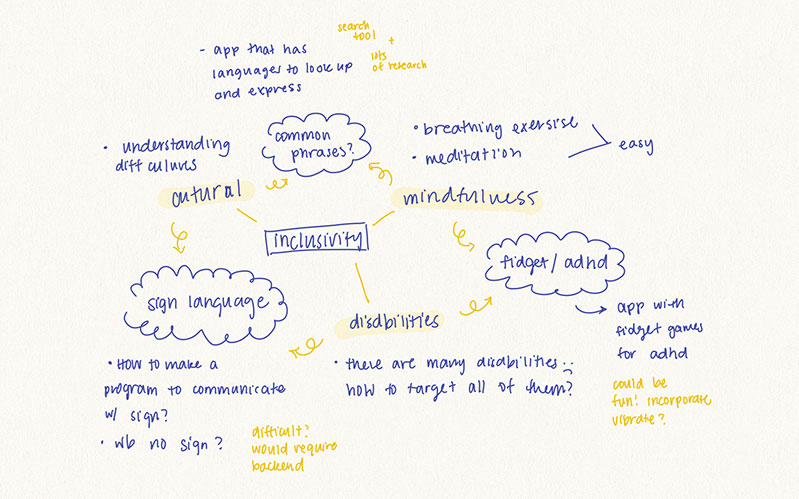 search
tool +
lots
of research
- app that has
languages to look up
and express
• understanding
diff cultures
cutural
common
phrases?
• breathing exersise
• meditation
easy
mindfulness
inclusivity
sign language
disabilities
fidget / adhd
app with
fidget games
for adhd
could be
fun! incorporate
vibrate?
• there are many disabilities :
how to target all of them?
• How to make a
program to communicate
w/ sign?
• wb no sign?
difficult?
would require
backend